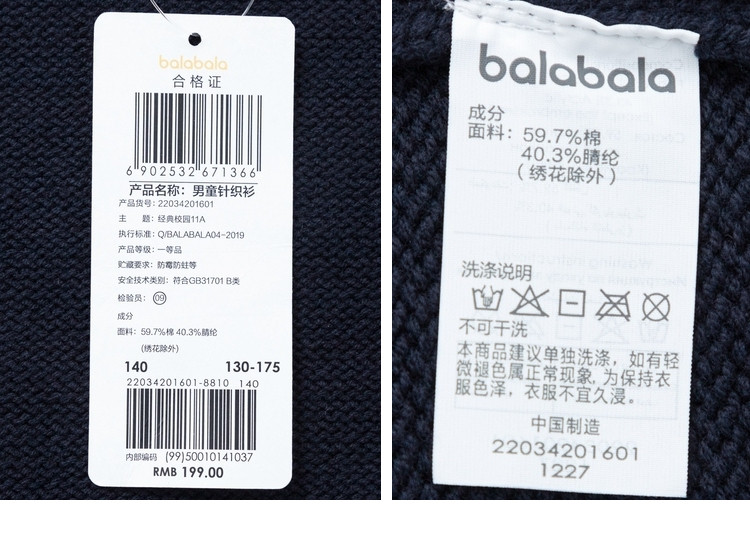 balabala
合格证
6 902532 671366
产品名称: 男童针织衫
产品货号: 22034201601
主 题: 经典校园11A
执行标准: Q/BALABALA04-2019
产品等级: 一等品
贮藏要求: 防霉防蛀等
安全技术类别: 符合GB31701 B类
检验员: 09
成分
面料: 59.7%棉 40.3%腈纶
(绣花除外)
140 130-175
22034201601-8810 140
内部编码 (99)50010141037
RMB 199.00
balabala
成分
面料: 59.7%棉
40.3%腈纶
(绣花除外)
洗涤说明
不可干洗
本商品建议单独洗涤, 如有轻
微褪色属正常现象, 为保持衣
服色泽, 衣服不宜久浸。
中国制造
22034201601
1227